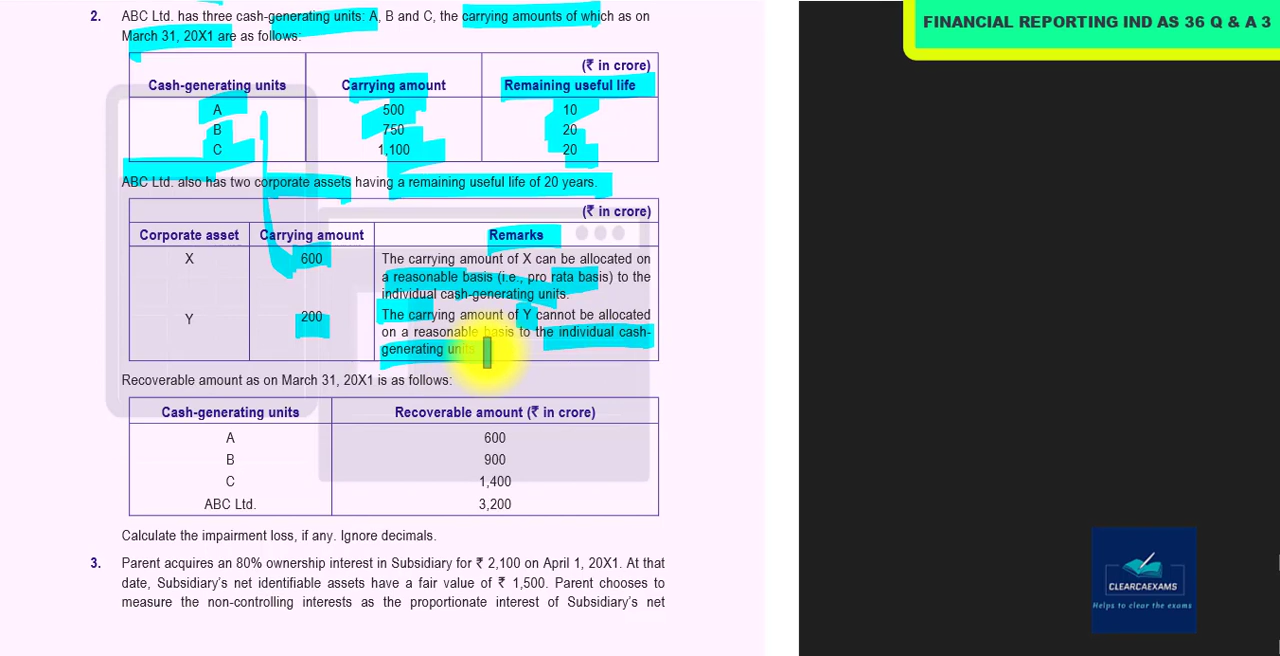 2. ABC Ltd. has three cash-generating units: A, B and C, the carrying amounts of which as on
March 31, 20X1 are as follows:
(₹ in crore)
Cash-generating units Carrying amount Remaining useful life
A 500 10
B 750 20
C 1,100 20
ABC Ltd. also has two corporate assets having a remaining useful life of 20 years.
(₹ in crore)
Corporate asset Carrying amount Remarks
X 600 The carrying amount of X can be allocated on
a reasonable basis (i.e., pro rata basis) to the
individual cash-generating units.
Y 200 The carrying amount of Y cannot be allocated
on a reasonable basis to the individual cash-
generating units
Recoverable amount as on March 31, 20X1 is as follows:
Cash-generating units Recoverable amount (₹ in crore)
A 600
B 900
C 1,400
ABC Ltd. 3,200
Calculate the impairment loss, if any. Ignore decimals.
3. Parent acquires an 80% ownership interest in Subsidiary for ₹ 2,100 on April 1, 20X1. At that
date, Subsidiary's net identifiable assets have a fair value of ₹ 1,500. Parent chooses to
measure the non-controlling interests as the proportionate interest of Subsidiary's net
FINANCIAL REPORTING IND AS 36 Q & A 3
CLEARCAEXAMS
Helps to clear the exams